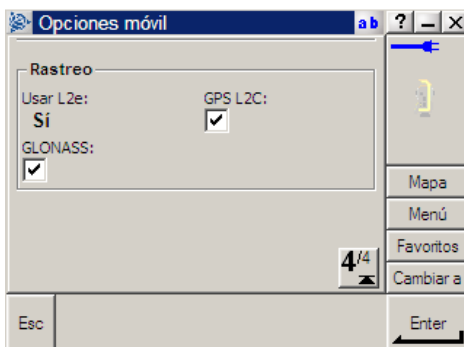 Opciones móvil
ab
?
Rastreo
Usar L2e:
GPS L2C:
Sí
GLONASS:
Mapa
Menú
Favoritos
4/4
Cambiar a
Esc
Enter